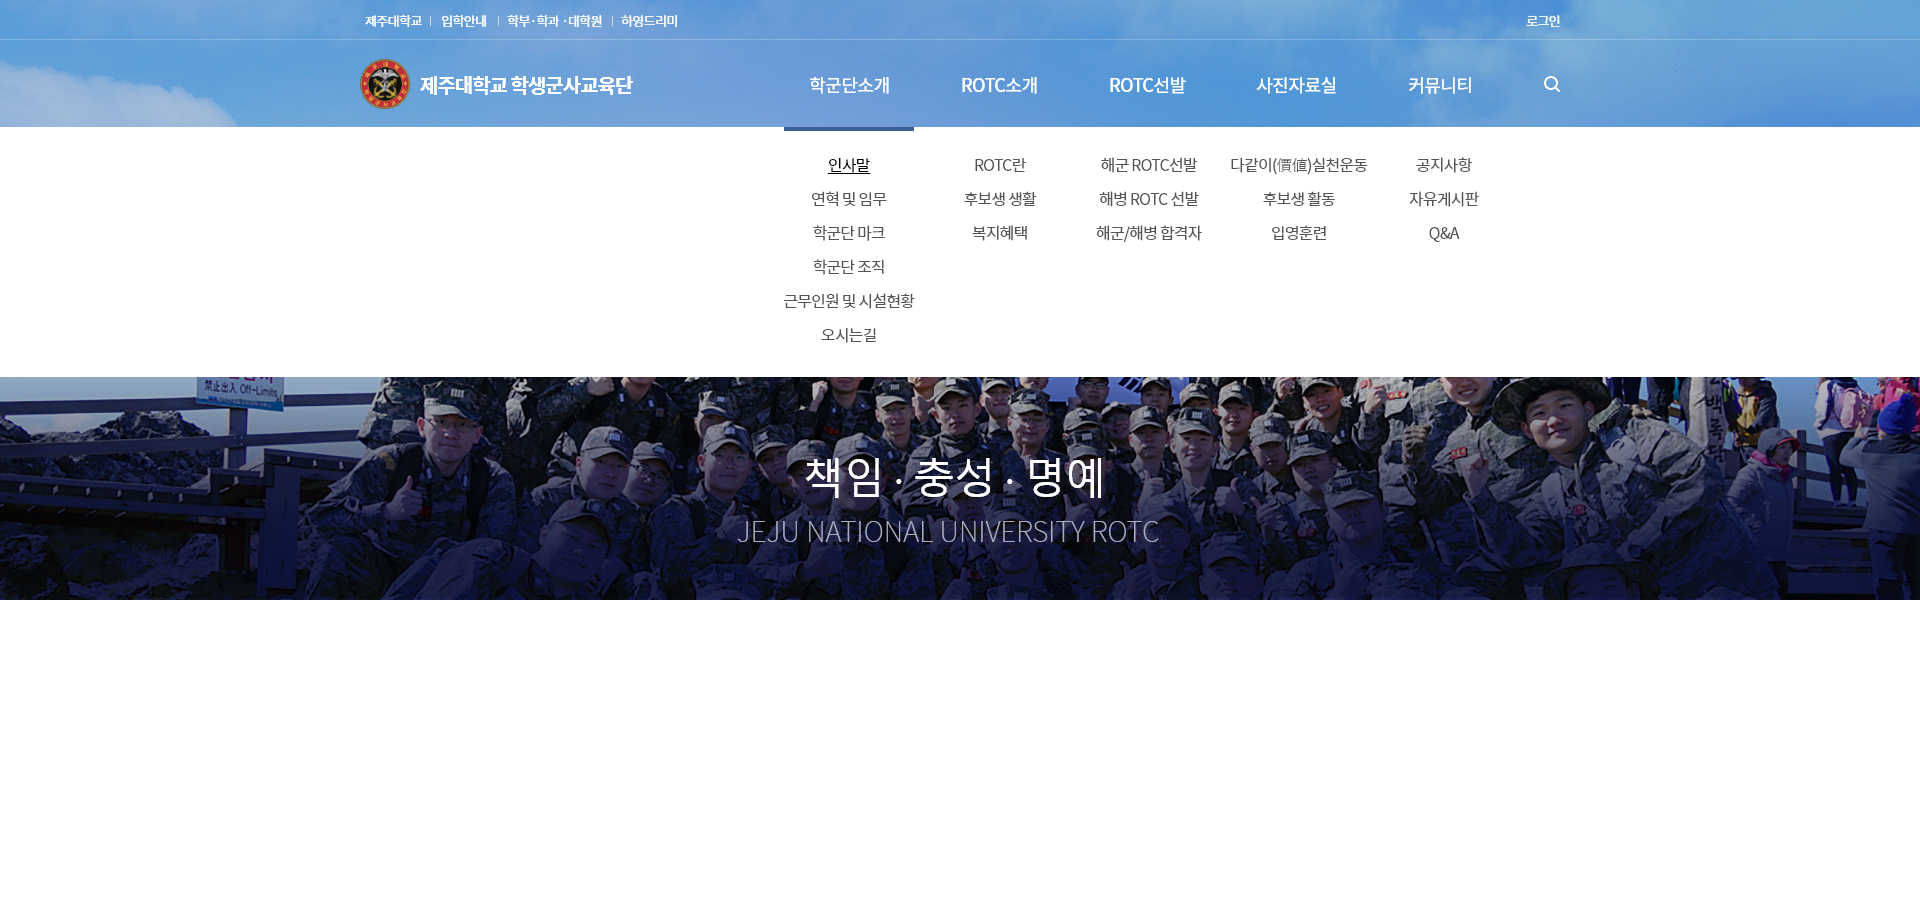 제주대학교 | 입학안내 | 학부·학과 ·대학원 | 하영드리미
로그인
제주대학교 학생군사교육단
학군단소개 ROTC소개 ROTC선발 사진자료실 커뮤니티
인사말 ROTC란 해군 ROTC선발 다같이(價値)실천운동 공지사항
연혁 및 임무 후보생 생활 해병 ROTC 선발 후보생 활동 자유게시판
학군단 마크 복지혜택 해군/해병 합격자 입영훈련 Q&A
학군단 조직
근무인원 및 시설현황
오시는길
禁止出入 Off-Limits
책임 · 충성 · 명예
JEJU NATIONAL UNIVERSITY ROTC